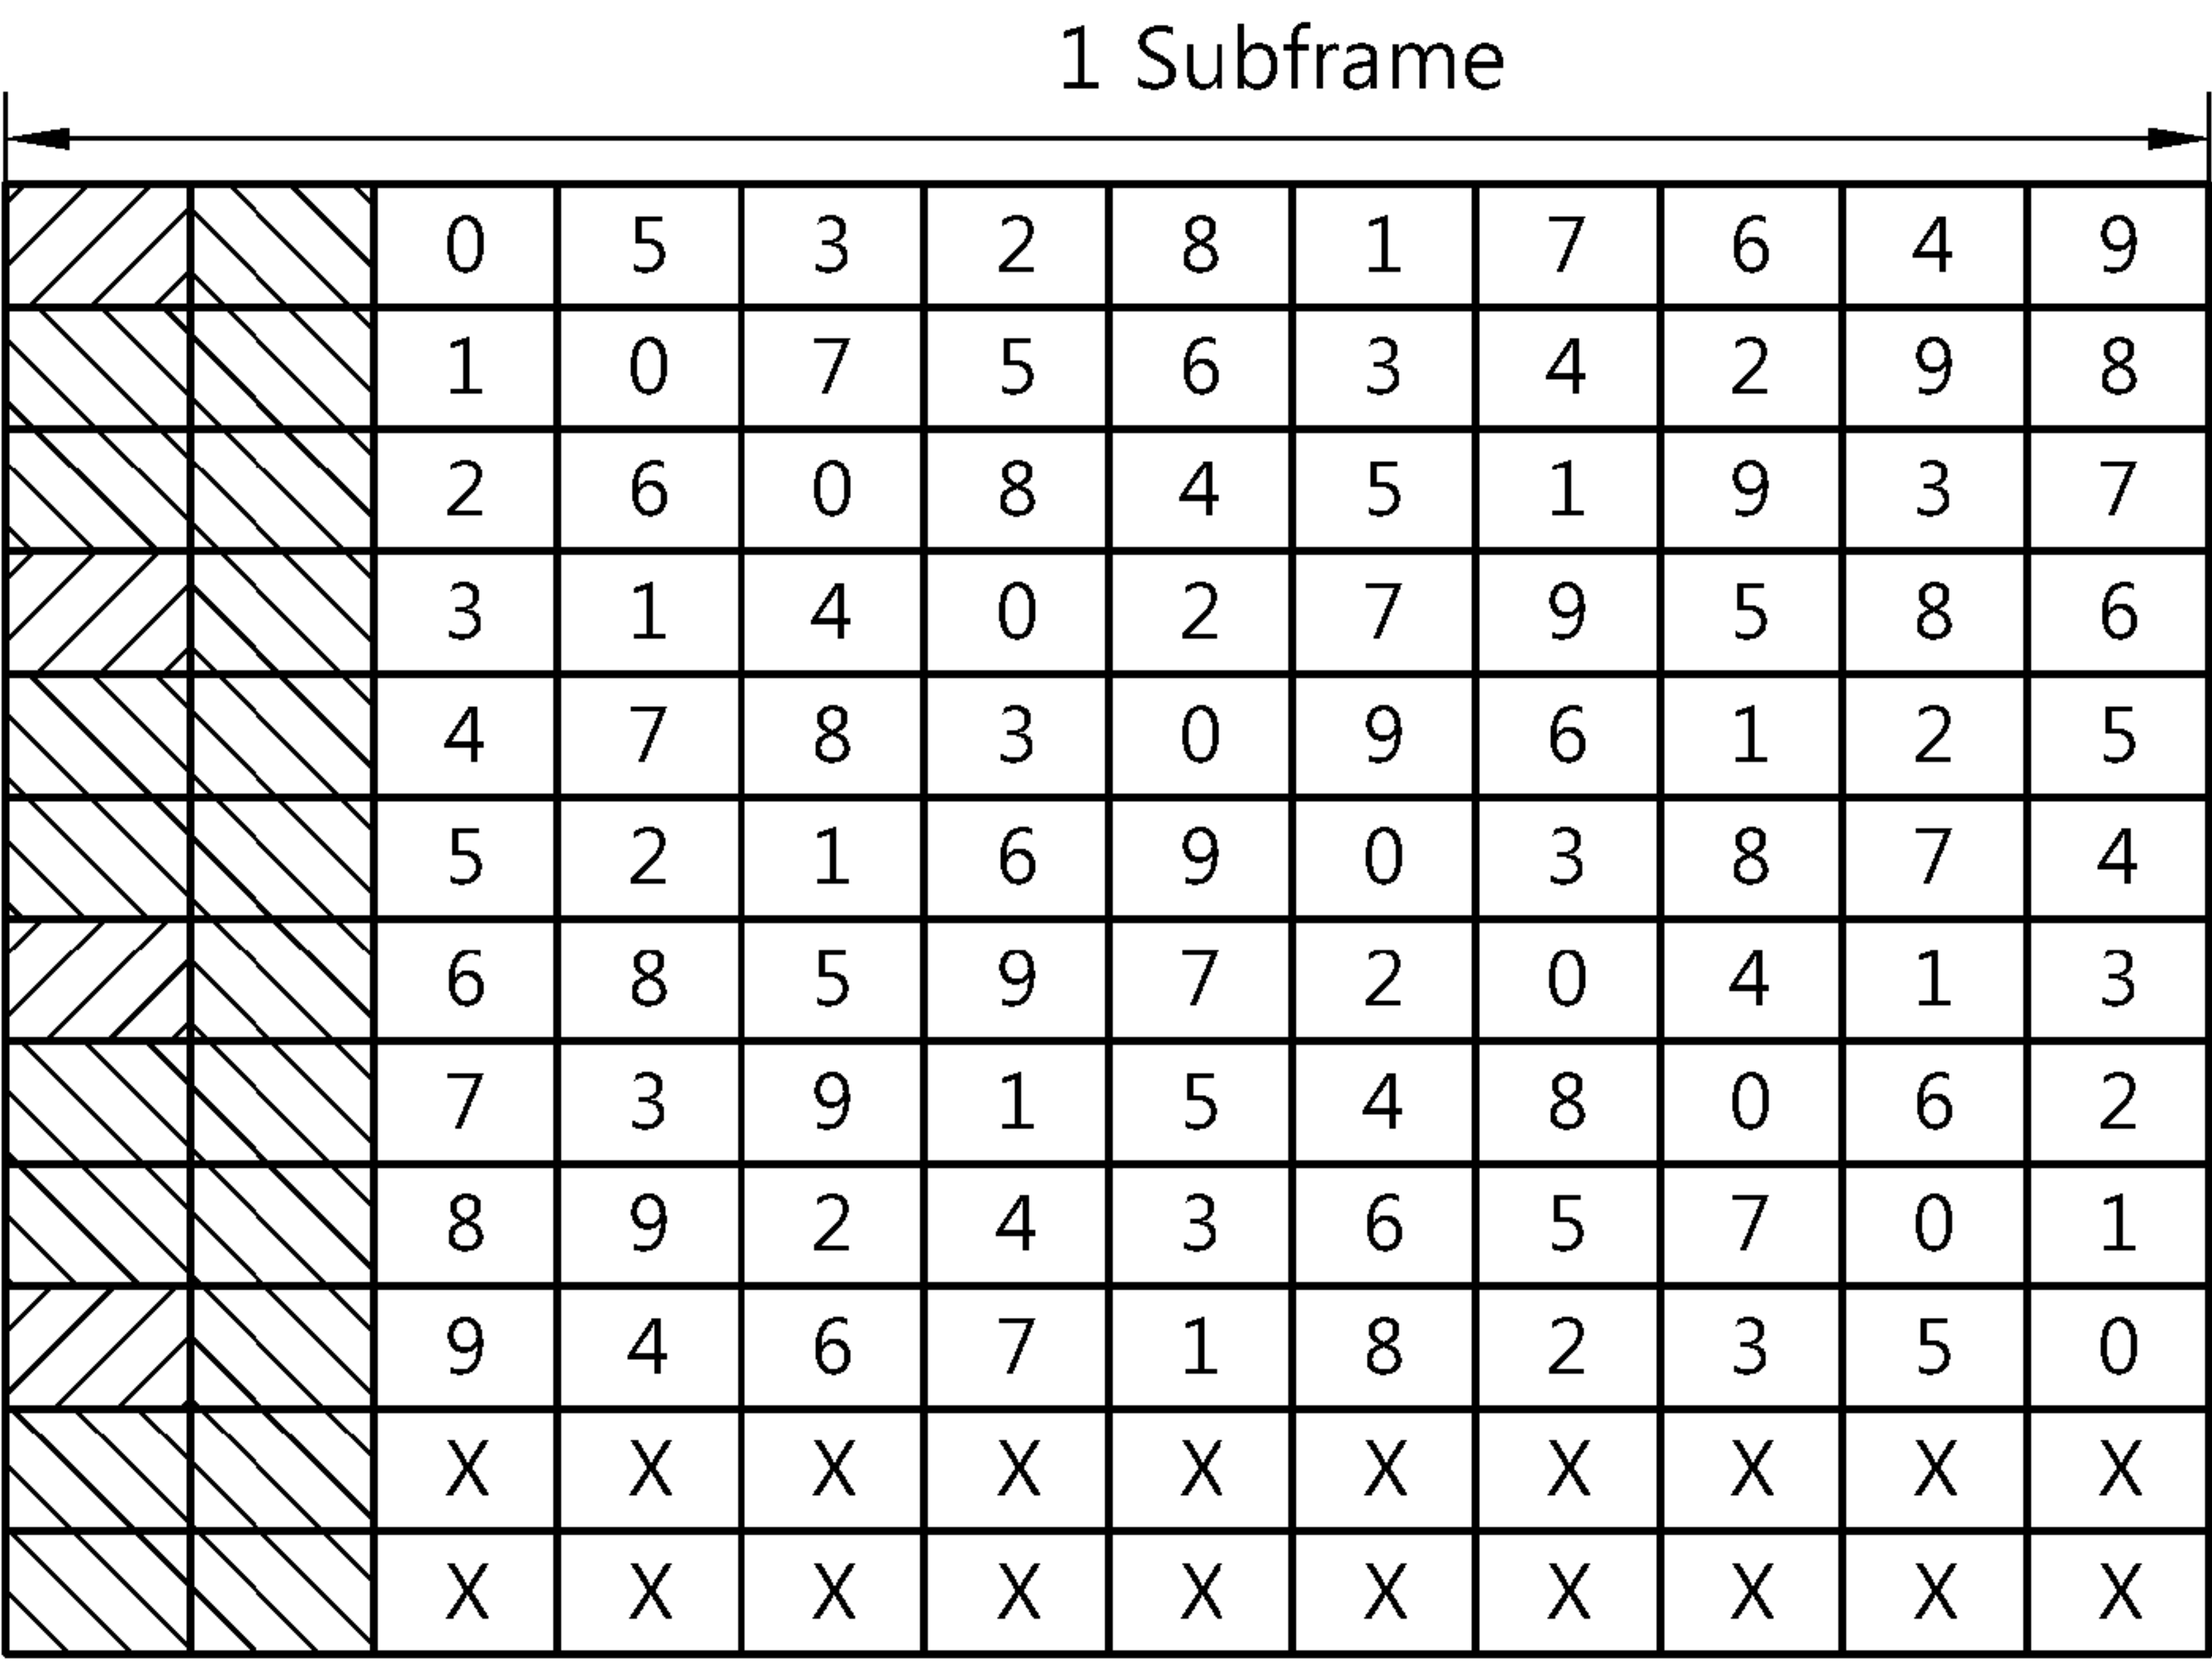 1 Subframe
0 5 3 2 8 1 7 6 4 9
1 0 7 5 6 3 4 2 9 8
2 6 0 8 4 5 1 9 3 7
3 1 4 0 2 7 9 5 8 6
4 7 8 3 0 9 6 1 2 5
5 2 1 6 9 0 3 8 7 4
6 8 5 9 7 2 0 4 1 3
7 3 9 1 5 4 8 0 6 2
8 9 2 4 3 6 5 7 0 1
9 4 6 7 1 8 2 3 5 0
X X X X X X X X X X
X X X X X X X X X X